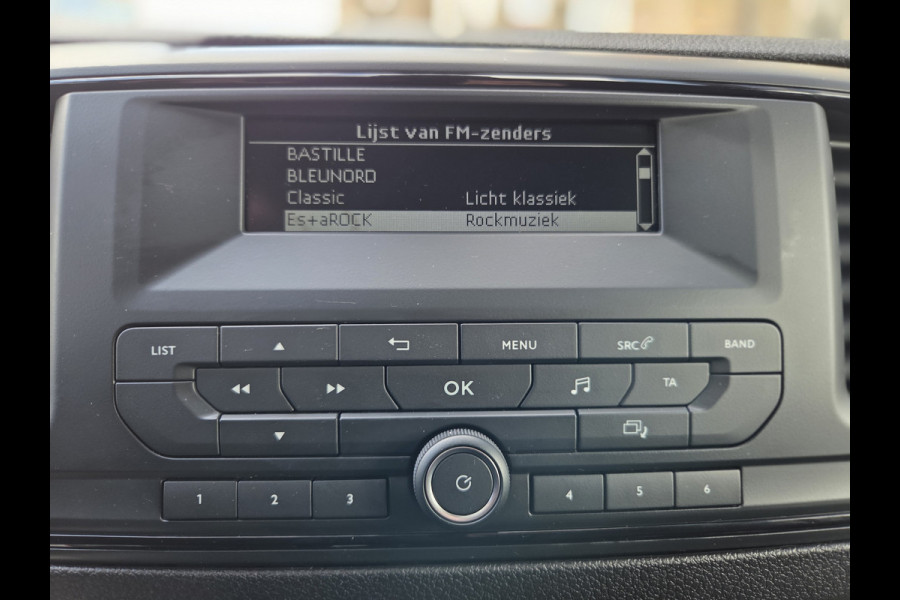 Lijst van FM-zenders
BASTILLE
BLEUNORD
Classic Licht klassiek
Es+aROCK Rockmuziek
LIST MENU SRC BAND
OK TA
1 2 3 4 5 6